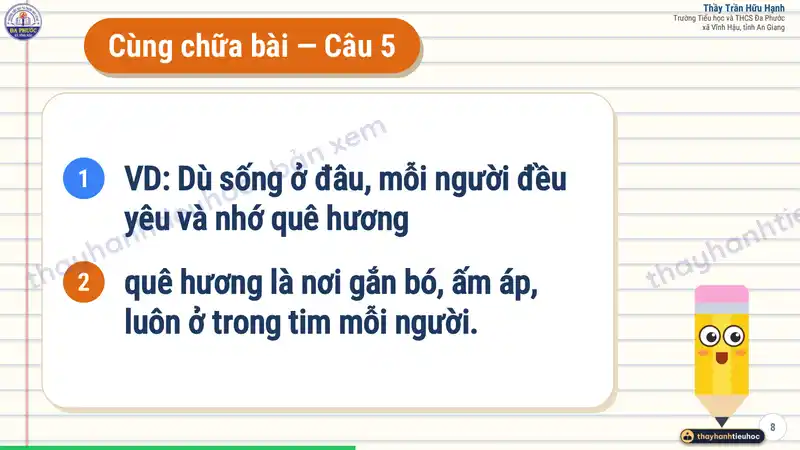 Thầy Trần Hữu Hạnh
Trường Tiểu học và THCS Đa Phước
xã Vĩnh Hậu, tỉnh An Giang
ĐA PHƯỚC
Cùng chữa bài – Câu 5
1
VD: Dù sống ở đâu, mỗi người đều
yêu và nhớ quê hương
2
quê hương là nơi gắn bó, ấm áp,
luôn ở trong tim mỗi người.
8
thayhanhtieuhoc